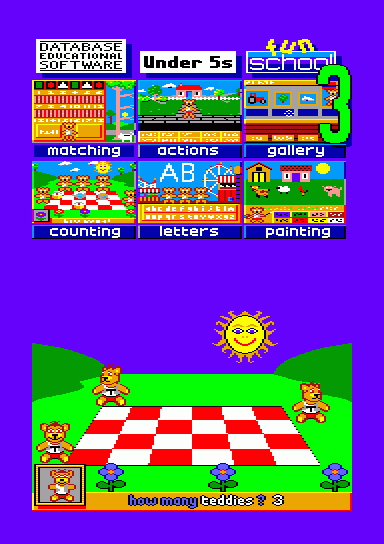 DATABASE
EDUCATIONAL
SOFTWARE
Under 5s
fun
school
3
matching
actions
gallery
AB
counting
letters
painting
how many teddies? 3